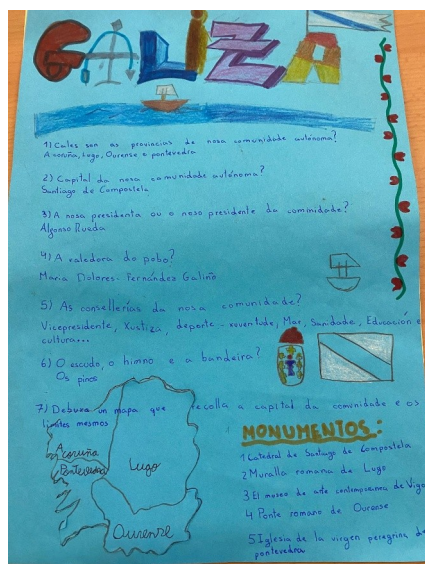 GALIZA
1) Cales son as provincias de nosa comunidade autónoma?
Acoruña, Lugo, Ourense e pontevedra
2) Capital da nosa comunidade autónoma?
Santiago de Compostela
3) A nosa presidenta ou o noso presidente da comunidade?
Alfonso Rueda
4) A valedora do pobo?
María Dolores Fernández Galiño
5) As consellerías da nosa comunidade?
Vicepresidente, Xustiza, deporte - xuventude, Mar, Sanidade, Educación e
cultura...
6) O escudo, o himno e a bandeira?
Os pinos
7) Debuxa un mapa que recolla a capital da comunidade e os
límites mesmos
Acoruña
Pontevedra
Lugo
Ourense
MONUMENTOS:
1 Catedral de Santiago de Compostela
2 Muralla romana de Lugo
3 El museo de arte contemporanea de Vigo
4 Ponte romano de Ourense
5 Iglesia de la virgen peregrina de
pontevedra